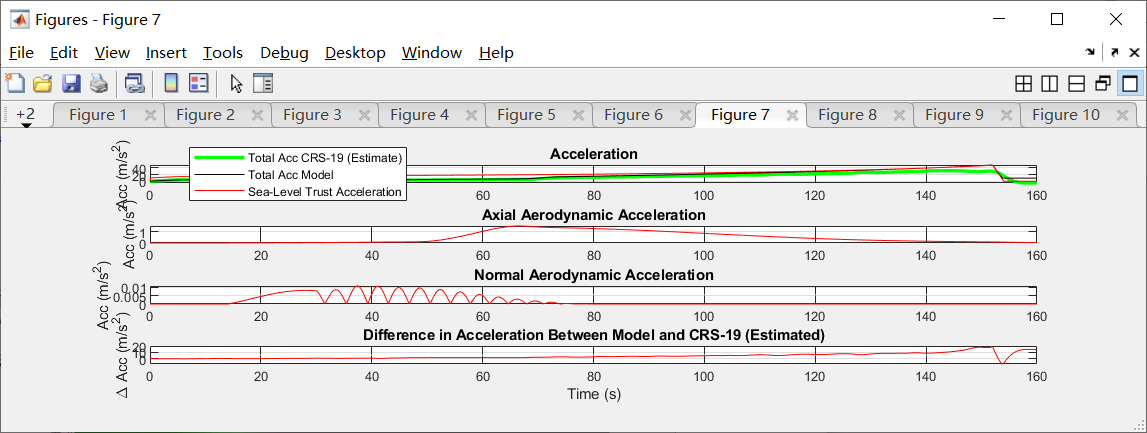 Figures - Figure 7
File Edit View Insert Tools Debug Desktop Window Help
+2 Figure 1 Figure 2 Figure 3 Figure 4 Figure 5 Figure 6 Figure 7 Figure 8 Figure 9 Figure 10
Acceleration
Acc (m/s²)
40
20
0
Total Acc CRS-19 (Estimate)
Total Acc Model
Sea-Level Trust Acceleration
0 20 40 60 80 100 120 140 160
Axial Aerodynamic Acceleration
Acc (m/s²)
1
0
0 20 40 60 80 100 120 140 160
Normal Aerodynamic Acceleration
Acc (m/s²)
0.01
0.005
0
0 20 40 60 80 100 120 140 160
Difference in Acceleration Between Model and CRS-19 (Estimated)
Δ Acc (m/s²)
20
10
0
0 20 40 60 80 100 120 140 160
Time (s)